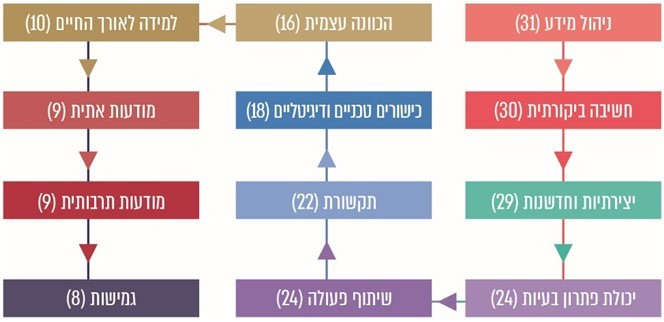 ניהול מידע (31)
חשיבה ביקורתית (30)
יצירתיות וחדשנות (29)
יכולת פתרון בעיות (24)
שיתוף פעולה (24)
תקשורת (22)
כישורים טכניים ודיגיטליים (18)
הכוונה עצמית (16)
למידה לאורך החיים (10)
מודעות אתית (9)
מודעות תרבותית (9)
גמישות (8)